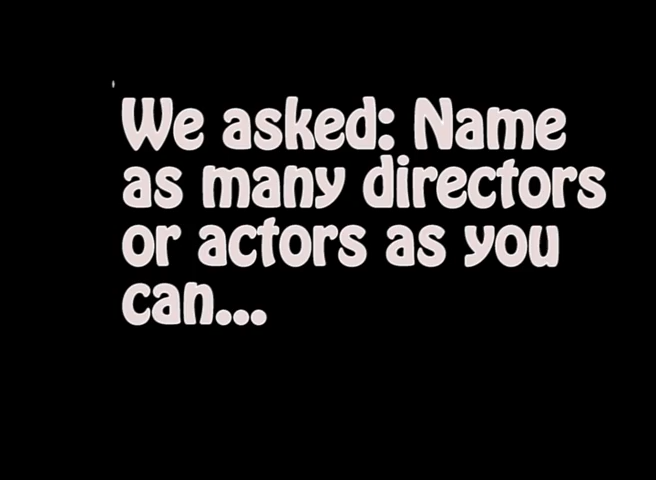 We asked: Name
as many directors
or actors as you
can...